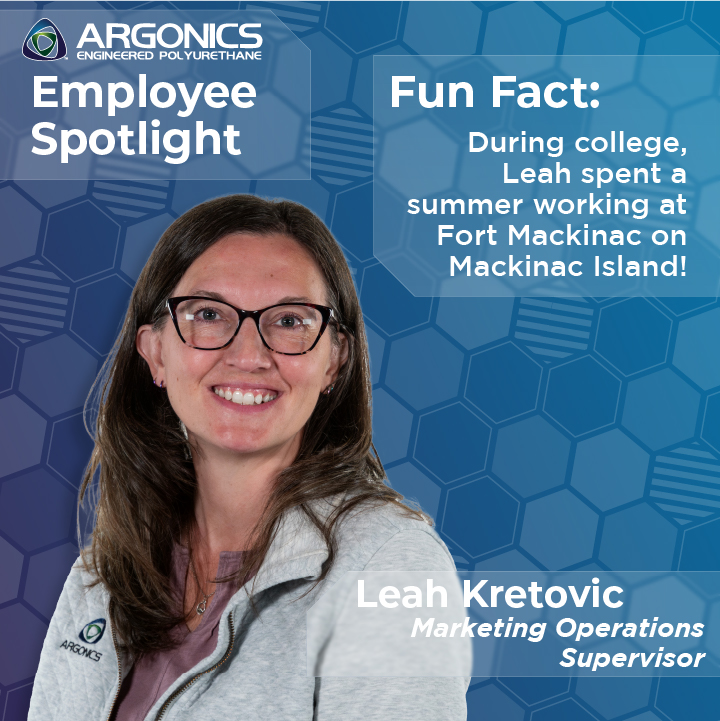 ARGONICS
ENGINEERED POLYURETHANE
Employee
Spotlight
Fun Fact:
During college,
Leah spent a
summer working at
Fort Mackinac on
Mackinac Island!
ARGONICS
Leah Kretovic
Marketing Operations
Supervisor